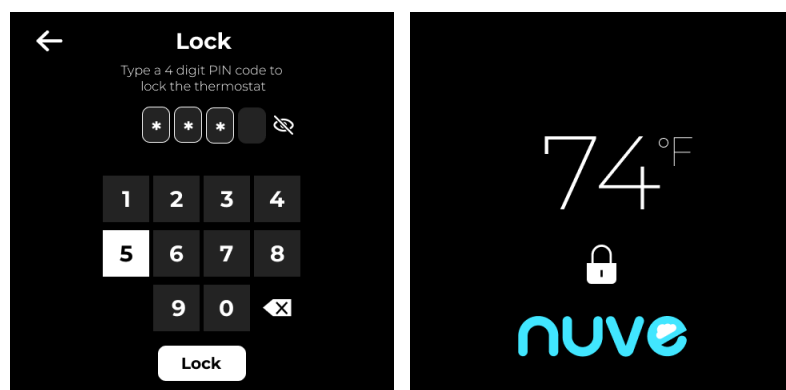 Lock
Type a 4 digit PIN code to
lock the thermostat
* * *
1 2 3 4
5 6 7 8
9 0
Lock
74°F
nuve